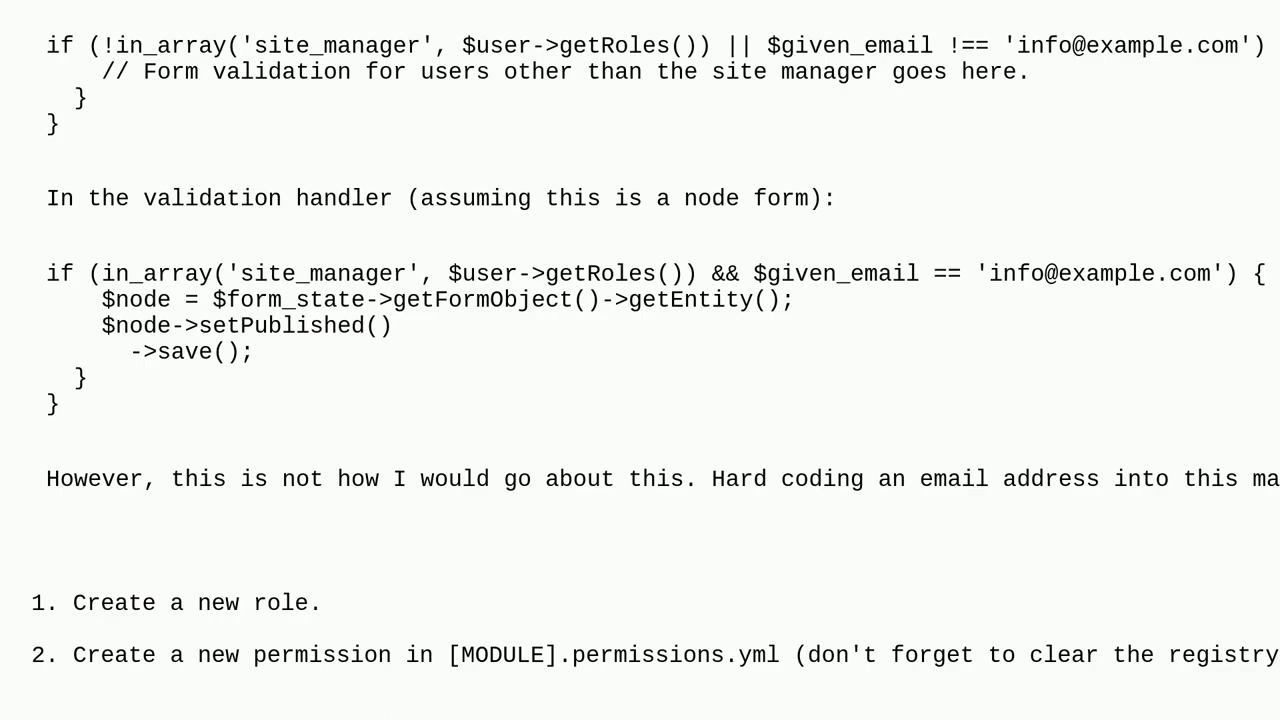 if (!in_array('site_manager', $user->getRoles()) || $given_email !== 'info@example.com')
// Form validation for users other than the site manager goes here.
}
}
In the validation handler (assuming this is a node form):
if (in_array('site_manager', $user->getRoles()) && $given_email == 'info@example.com') {
$node = $form_state->getFormObject()->getEntity();
$node->setPublished()
->save();
}
}
However, this is not how I would go about this. Hard coding an email address into this ma
1. Create a new role.
2. Create a new permission in [MODULE].permissions.yml (don't forget to clear the registry